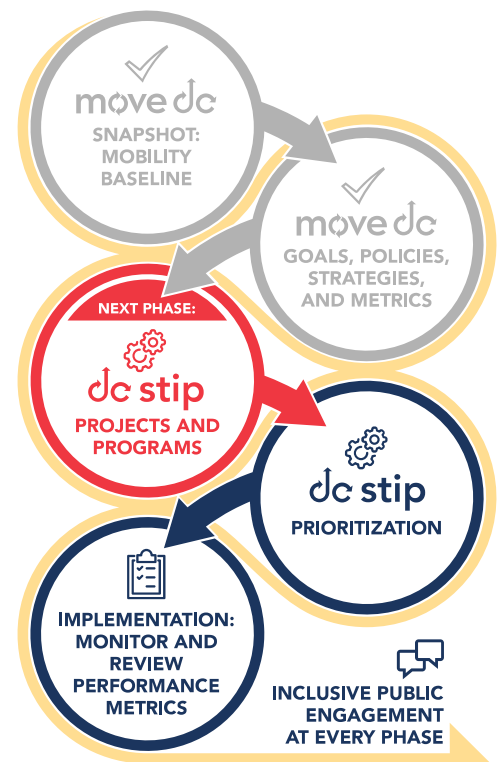 move dc
SNAPSHOT:
MOBILITY
BASELINE
move dc
GOALS, POLICIES,
STRATEGIES,
AND METRICS
NEXT PHASE:
dc stip
PROJECTS AND
PROGRAMS
dc stip
PRIORITIZATION
IMPLEMENTATION:
MONITOR AND
REVIEW
PERFORMANCE
METRICS
INCLUSIVE PUBLIC
ENGAGEMENT
AT EVERY PHASE